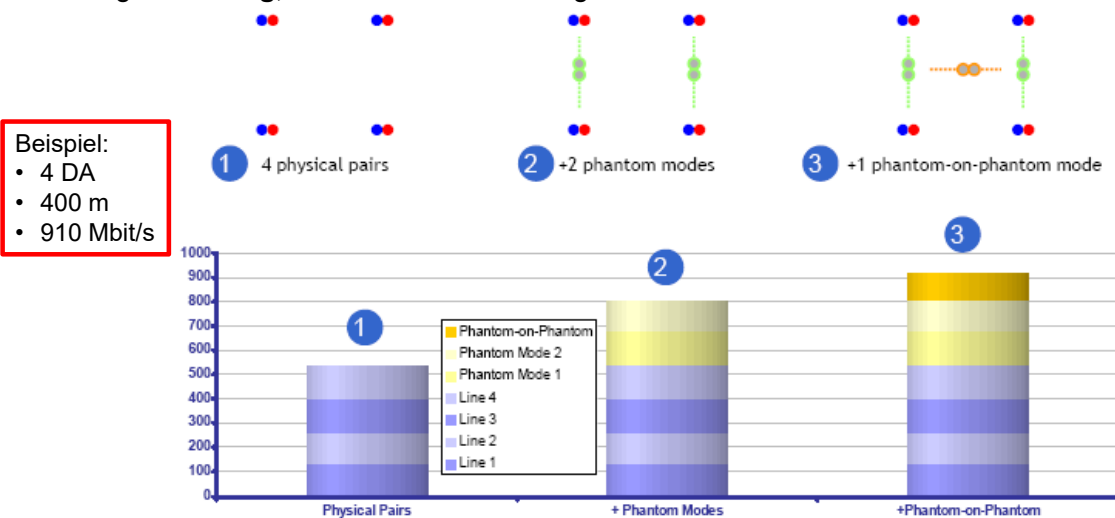 Beispiel:
• 4 DA
• 400 m
• 910 Mbit/s
1 4 physical pairs
2 +2 phantom modes
3 +1 phantom-on-phantom mode
1000
900
800
700
600
500
400
300
200
100
0
1
2
3
Phantom-on-Phantom
Phantom Mode 2
Phantom Mode 1
Line 4
Line 3
Line 2
Line 1
Physical Pairs
+ Phantom Modes
+Phantom-on-Phantom